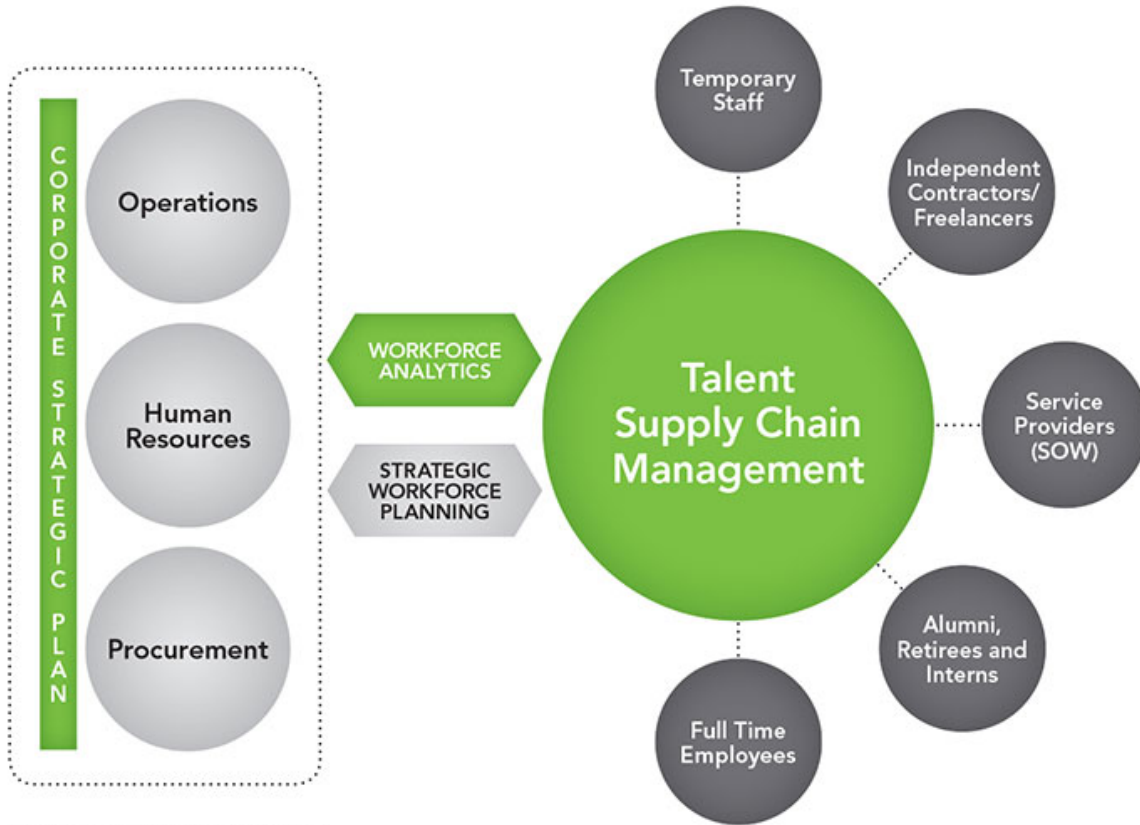 CORPORATE STRATEGIC PLAN
Operations
Human
Resources
Procurement
WORKFORCE
ANALYTICS
STRATEGIC
WORKFORCE
PLANNING
Talent
Supply Chain
Management
Temporary
Staff
Independent
Contractors/
Freelancers
Service
Providers
(SOW)
Alumni,
Retirees and
Interns
Full Time
Employees